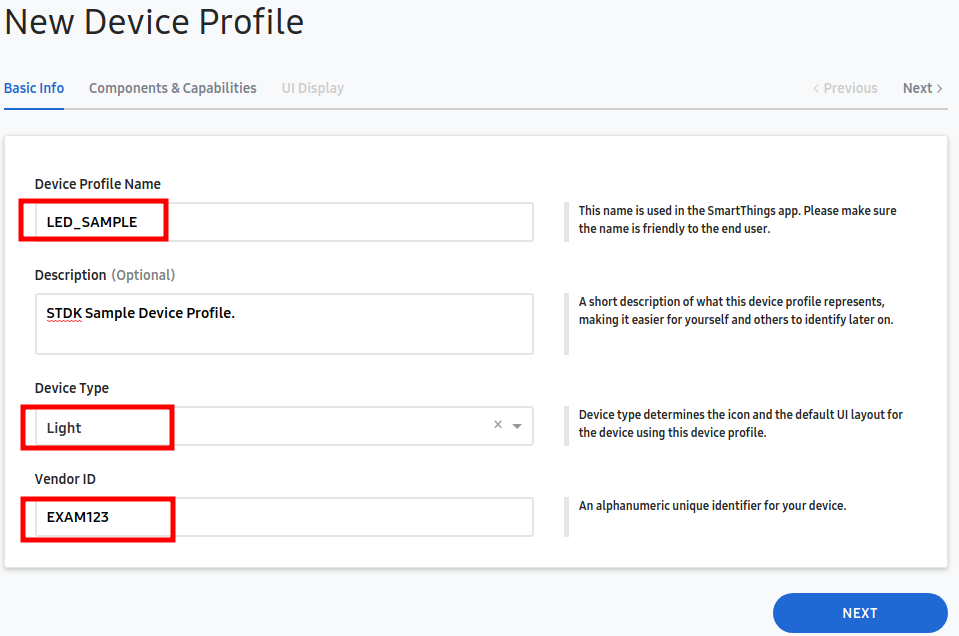 New Device Profile
Basic Info Components & Capabilities UI Display < Previous Next >
Device Profile Name
LED_SAMPLE
This name is used in the SmartThings app. Please make sure
the name is friendly to the end user.
Description (Optional)
STDK Sample Device Profile.
A short description of what this device profile represents,
making it easier for yourself and others to identify later on.
Device Type
Light
×
Device type determines the icon and the default UI layout for
the device using this device profile.
Vendor ID
EXAM123
An alphanumeric unique identifier for your device.
NEXT